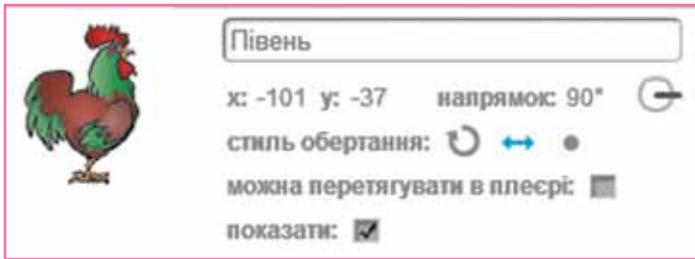 Півень
x: -101 y: -37 напрямок: 90°
стиль обертання:
можна перетягувати в плеєрі:
показати: